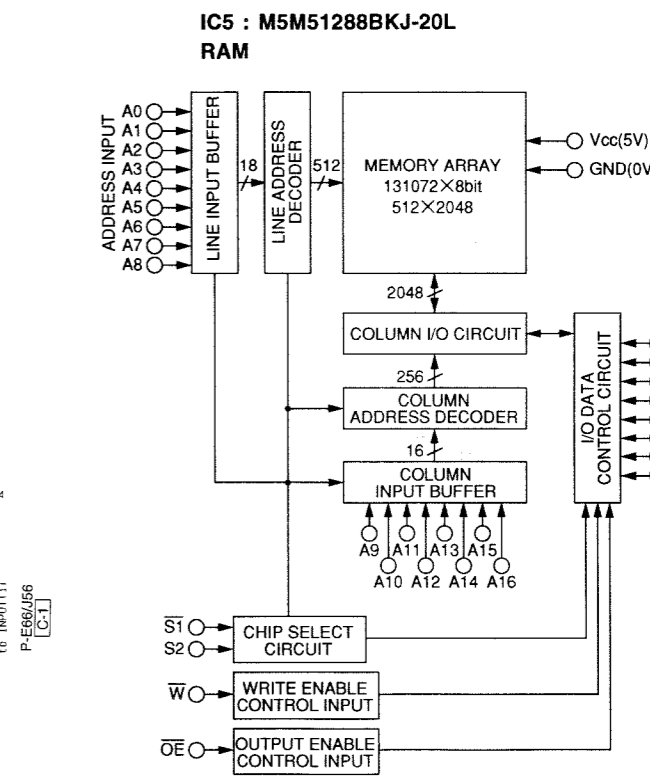 IC5 : M5M51288BKJ-20L
RAM
ADDRESS INPUT
A0
A1
A2
A3
A4
A5
A6
A7
A8
LINE INPUT BUFFER
18
LINE ADDRESS
DECODER
512
MEMORY ARRAY
131072×8bit
512×2048
Vcc(5V)
GND(0V
2048
COLUMN I/O CIRCUIT
256
COLUMN
ADDRESS DECODER
16
COLUMN
INPUT BUFFER
I/O DATA
CONTROL CIRCUIT
A9 A11 A13 A15
A10 A12 A14 A16
S1
S2
CHIP SELECT
CIRCUIT
W
WRITE ENABLE
CONTROL INPUT
OE
OUTPUT ENABLE
CONTROL INPUT
P-E66/J56
C-1